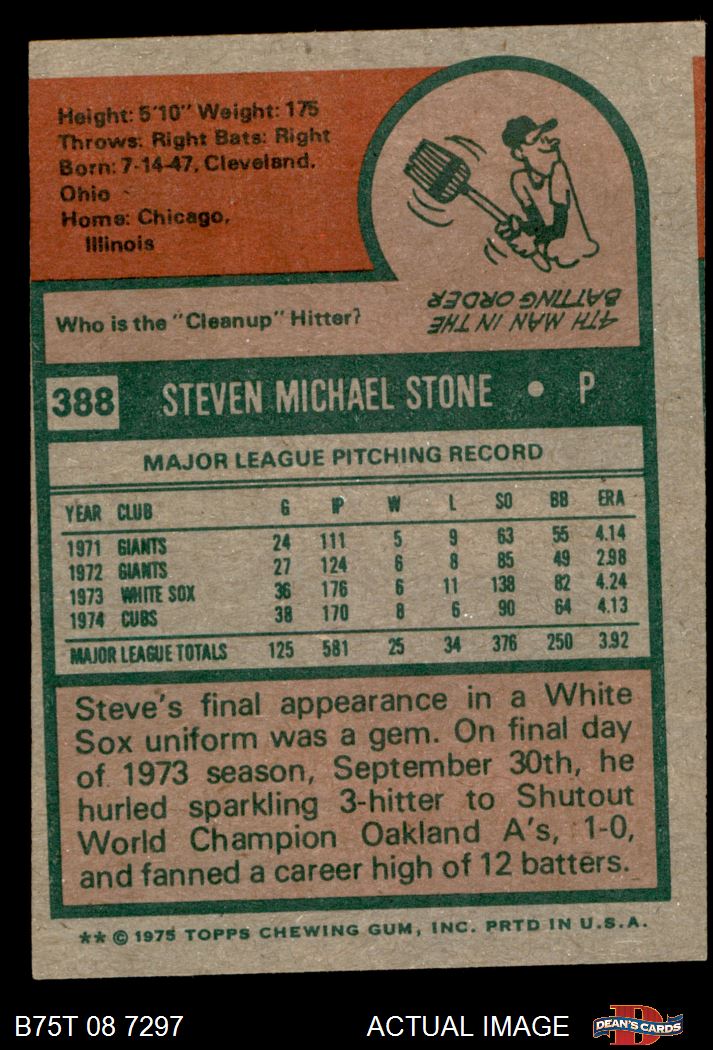 Height: 5'10" Weight: 175
Throws: Right Bats: Right
Born: 7-14-47, Cleveland,
Ohio
Home: Chicago,
Illinois
Who is the "Cleanup" Hitter?
4TH MAN IN THE
BATTING ORDER
388 STEVEN MICHAEL STONE • P
MAJOR LEAGUE PITCHING RECORD
YEAR CLUB G IP W L SO BB ERA
1971 GIANTS 24 111 5 9 63 55 4.14
1972 GIANTS 27 124 6 8 85 49 2.98
1973 WHITE SOX 36 176 6 11 138 82 4.24
1974 CUBS 38 170 8 6 90 64 4.13
MAJOR LEAGUE TOTALS 125 581 25 34 376 250 3.92
Steve's final appearance in a White
Sox uniform was a gem. On final day
of 1973 season, September 30th, he
hurled sparkling 3-hitter to Shutout
World Champion Oakland A's, 1-0,
and fanned a career high of 12 batters.
** © 1975 TOPPS CHEWING GUM, INC. PRTD IN U.S.A.
B75T 08 7297 ACTUAL IMAGE
D
DEAN'S CARDS